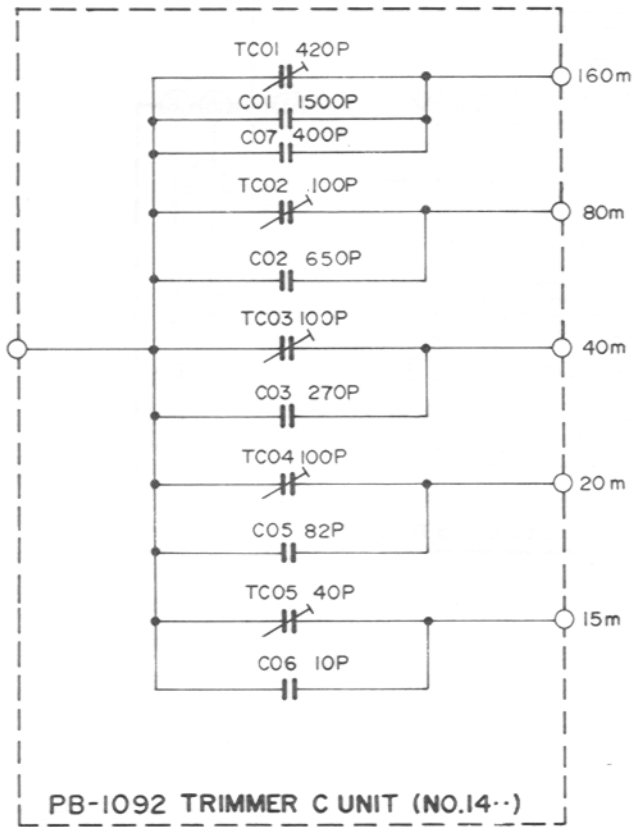 TC01 420P
160m
C01 1500P
C07 400P
TC02 100P
80m
C02 650P
TC03 100P
40m
C03 270P
TC04 100P
20m
C05 82P
TC05 40P
15m
C06 10P
PB-1092 TRIMMER C UNIT (NO.14··)